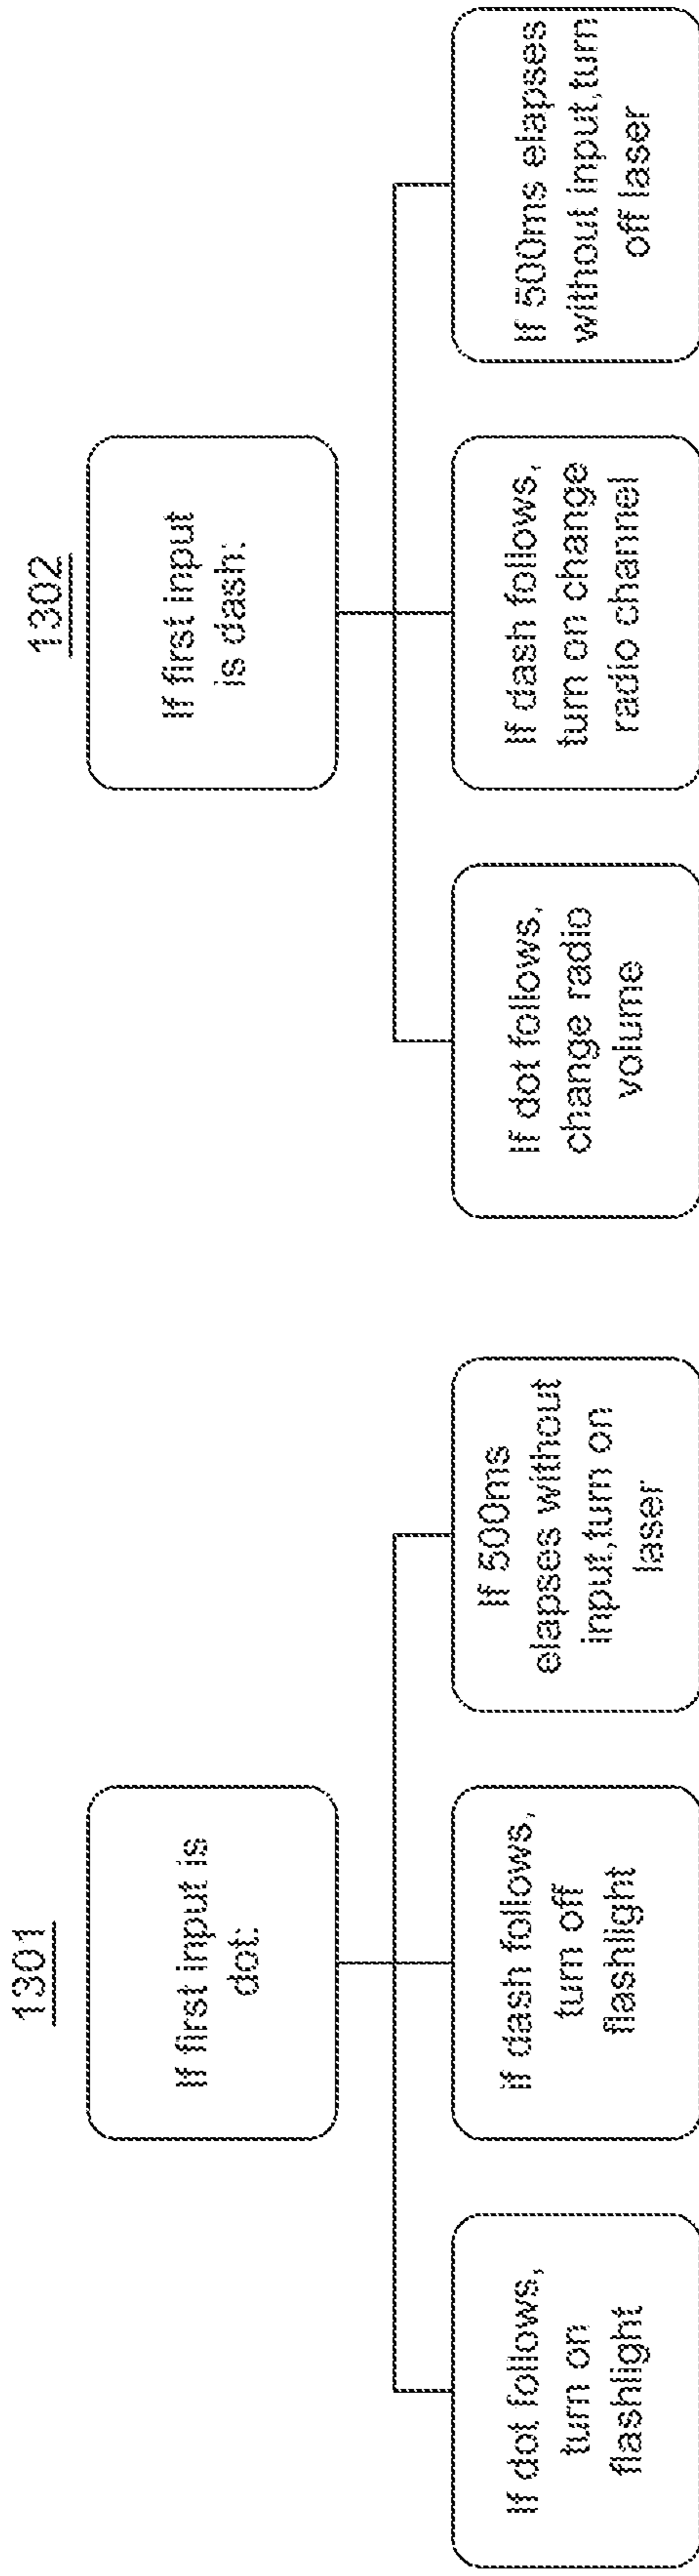 1301
If first input is
dot:
If dot follows,
turn on
flashlight
If dash follows,
turn off
flashlight
If 500ms
elapses without
input,turn on
laser
1302
If first input
is dash:
If dot follows,
change radio
volume
If dash follows,
turn on change
radio channel
If 500ms elapses
without input,turn
off laser